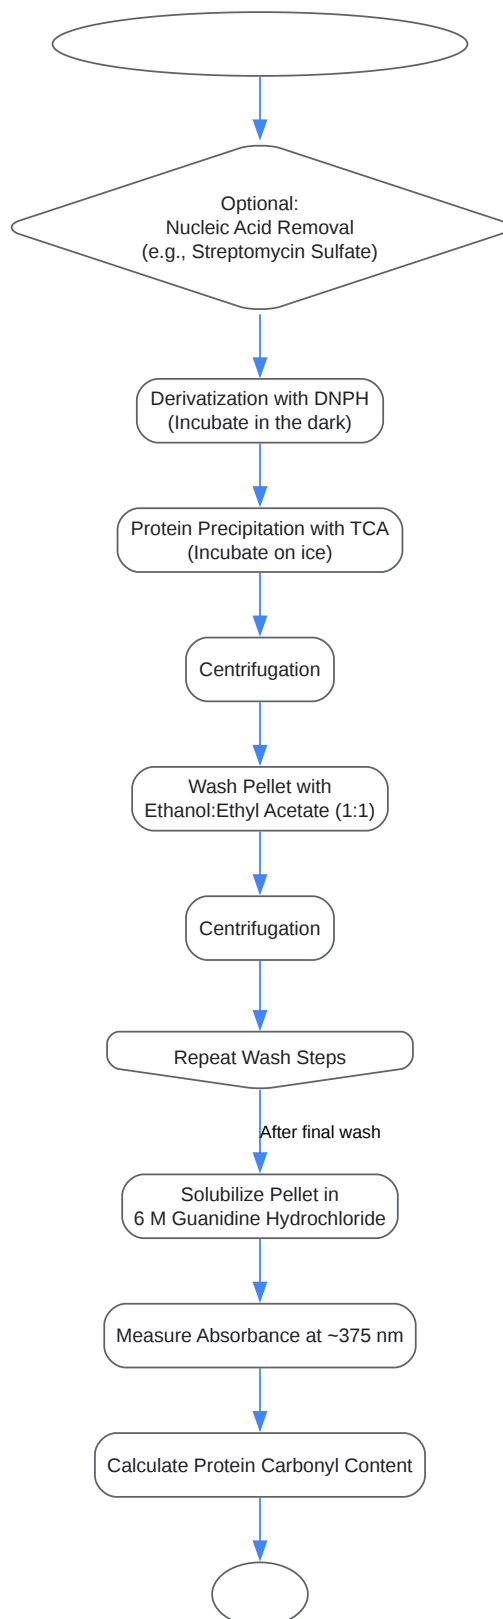 Optional:
Nucleic Acid Removal
(e.g., Streptomycin Sulfate)
Derivatization with DNPH
(Incubate in the dark)
Protein Precipitation with TCA
(Incubate on ice)
Centrifugation
Wash Pellet with
Ethanol:Ethyl Acetate (1:1)
Centrifugation
Repeat Wash Steps
After final wash
Solubilize Pellet in
6 M Guanidine Hydrochloride
Measure Absorbance at ~375 nm
Calculate Protein Carbonyl Content